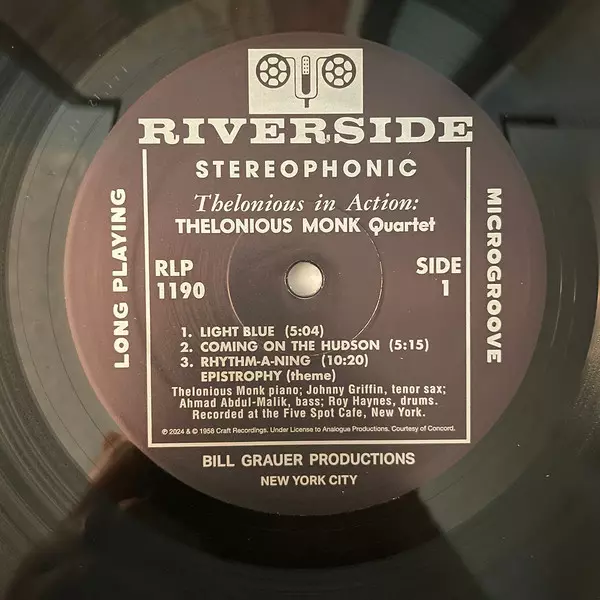 RIVERSIDE
STEREOPHONIC
Thelonious in Action:
THELONIOUS MONK Quartet
LONG PLAYING
MICROGROOVE
RLP
1190
SIDE
1
1. LIGHT BLUE (5:04)
2. COMING ON THE HUDSON (5:15)
3. RHYTHM-A-NING (10:20)
EPISTROPHY (theme)
Thelonious Monk piano; Johnny Griffin, tenor sax;
Ahmad Abdul-Malik, bass; Roy Haynes, drums.
Recorded at the Five Spot Cafe, New York.
℗ 2024 & © 1958 Craft Recordings. Under License to Analogue Productions. Courtesy of Concord.
BILL GRAUER PRODUCTIONS
NEW YORK CITY